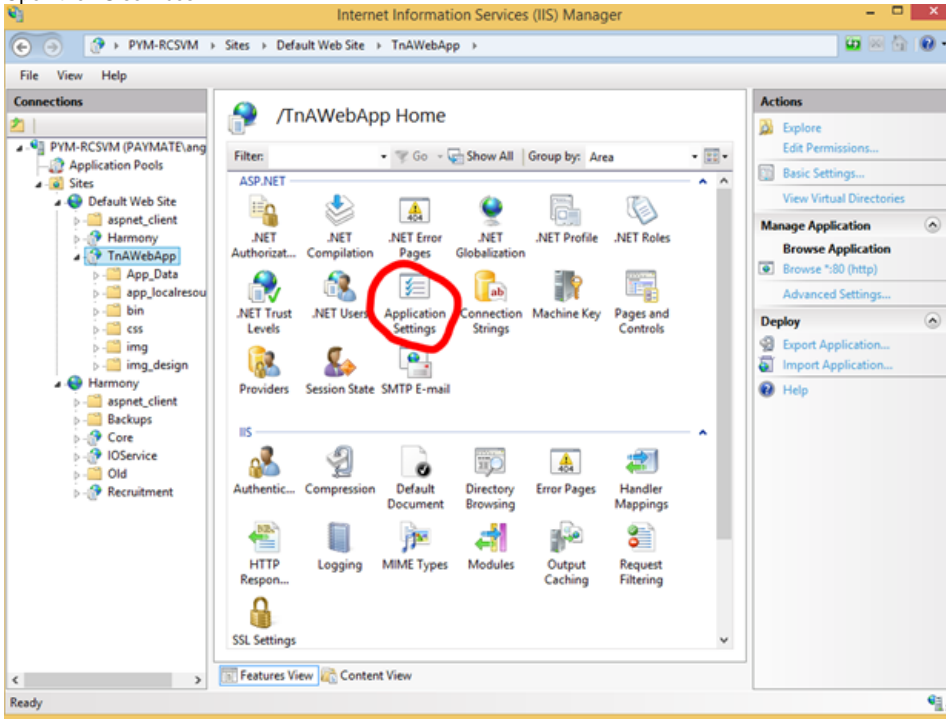 Internet Information Services (IIS) Manager
PYM-RCSVM Sites Default Web Site TnAWebApp
File View Help
Connections
PYM-RCSVM (PAYMATE\ang
Application Pools
Sites
Default Web Site
aspnet_client
Harmony
TnAWebApp
App_Data
app_localresou
bin
css
img
img_design
Harmony
aspnet_client
Backups
Core
IOService
Old
Recruitment
/TnAWebApp Home
Filter: Go Show All Group by: Area
ASP.NET
.NET Authorizat...
.NET Compilation
.NET Error Pages
.NET Globalization
.NET Profile
.NET Roles
.NET Trust Levels
.NET Users
Application Settings
Connection Strings
Machine Key
Pages and Controls
Providers
Session State
SMTP E-mail
IIS
Authentic...
Compression
Default Document
Directory Browsing
Error Pages
Handler Mappings
HTTP Respon...
Logging
MIME Types
Modules
Output Caching
Request Filtering
SSL Settings
Features View Content View
Actions
Explore
Edit Permissions...
Basic Settings...
View Virtual Directories
Manage Application
Browse Application
Browse *:80 (http)
Advanced Settings...
Deploy
Export Application...
Import Application...
Help
Ready